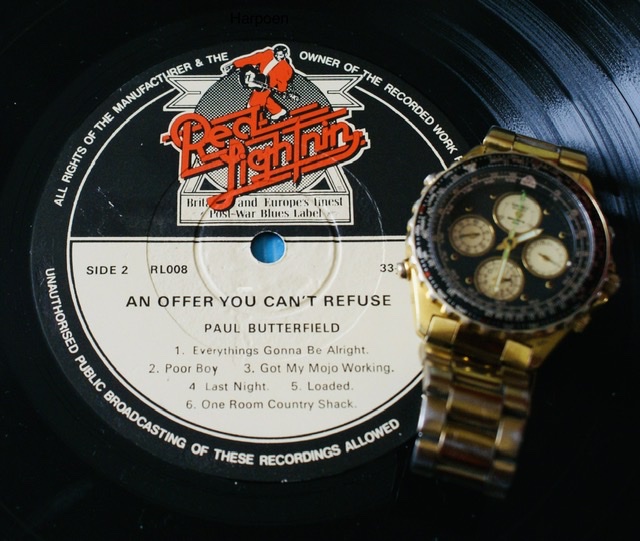 Harpoen
ALL RIGHTS OF THE MANUFACTURER & THE OWNER OF THE RECORDED WORK
Red
Lightnin
Britain and Europe's finest
Post-War Blues Label
SIDE 2 RL008 33
AN OFFER YOU CAN'T REFUSE
PAUL BUTTERFIELD
1. Everythings Gonna Be Alright.
2. Poor Boy 3. Got My Mojo Working.
4 Last Night. 5. Loaded.
6. One Room Country Shack.
UNAUTHORISED PUBLIC BROADCASTING OF THESE RECORDINGS ALLOWED